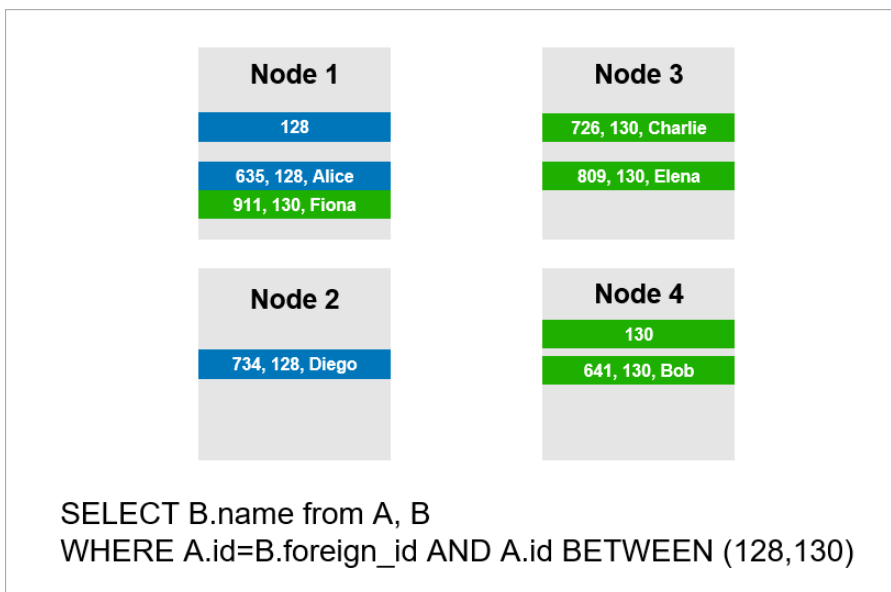 Node 1
128
635, 128, Alice
911, 130, Fiona
Node 3
726, 130, Charlie
809, 130, Elena
Node 2
734, 128, Diego
Node 4
130
641, 130, Bob
SELECT B.name from A, B
WHERE A.id=B.foreign_id AND A.id BETWEEN (128,130)